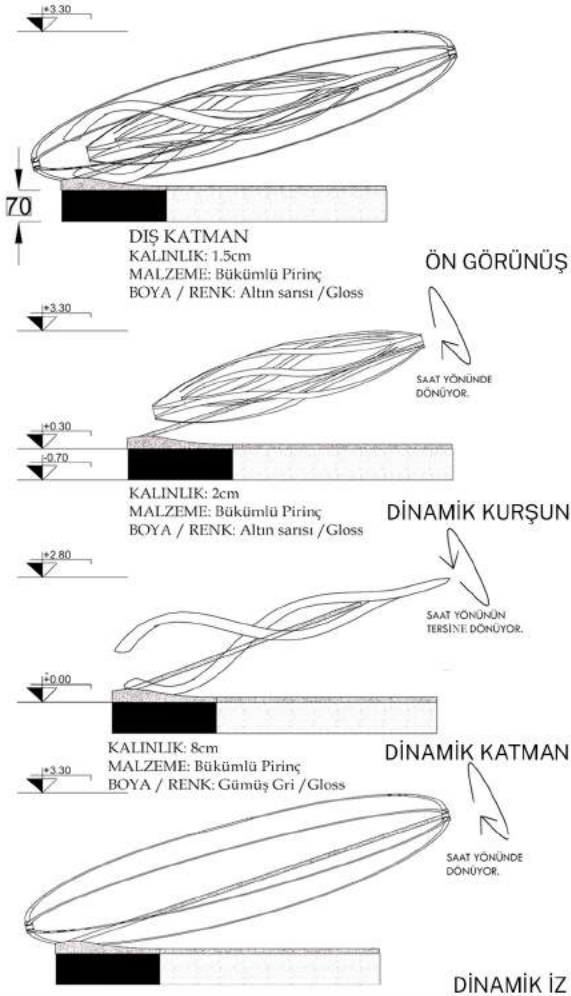 +3.30
70
DIŞ KATMAN
KALINLIK: 1.5cm
MALZEME: Bükümlü Pirinç
BOYA / RENK: Altın sarısı /Gloss
ÖN GÖRÜNÜŞ
+3.30
SAAT YÖNÜNDE
DÖNÜYOR.
+0.30
-0.70
KALINLIK: 2cm
MALZEME: Bükümlü Pirinç
BOYA / RENK: Altın sarısı /Gloss
DİNAMİK KURŞUN
+2.80
SAAT YÖNÜNÜN
TERSİNE DÖNÜYOR.
±0.00
KALINLIK: 8cm
MALZEME: Bükümlü Pirinç
BOYA / RENK: Gümüş Gri /Gloss
DİNAMİK KATMAN
+3.30
SAAT YÖNÜNDE
DÖNÜYOR.
DİNAMİK İZ